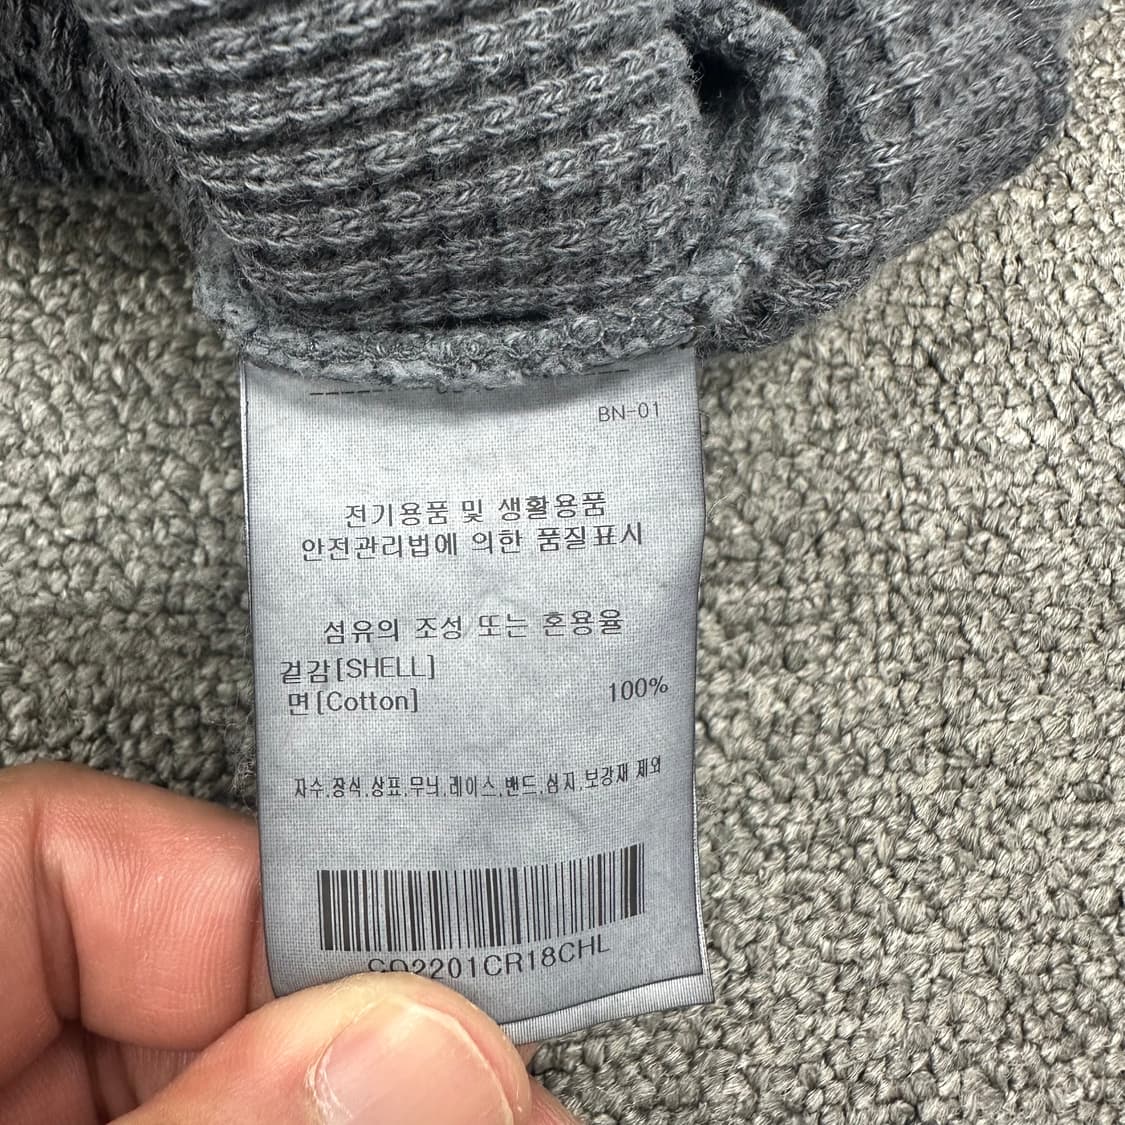 BN-01
전기용품 및 생활용품
안전관리법에 의한 품질표시
섬유의 조성 또는 혼용율
겉감[SHELL]
면[Cotton] 100%
자수.장식.상표.무늬.레이스.밴드.심지.보강재 제외
SO2201CR18CHL